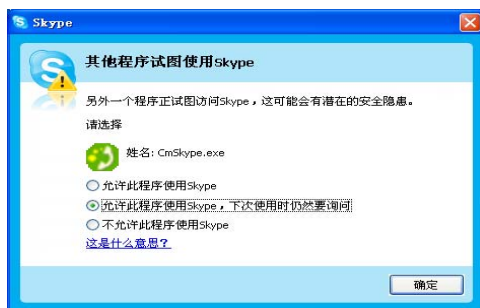 Skype
其他程序试图使用Skype
另外一个程序正试图访问Skype，这可能会有潜在的安全隐患。
请选择
姓名: CmSkype.exe
允许此程序使用Skype
允许此程序使用Skype，下次使用时仍然要询问
不允许此程序使用Skype
这是什么意思?
确定